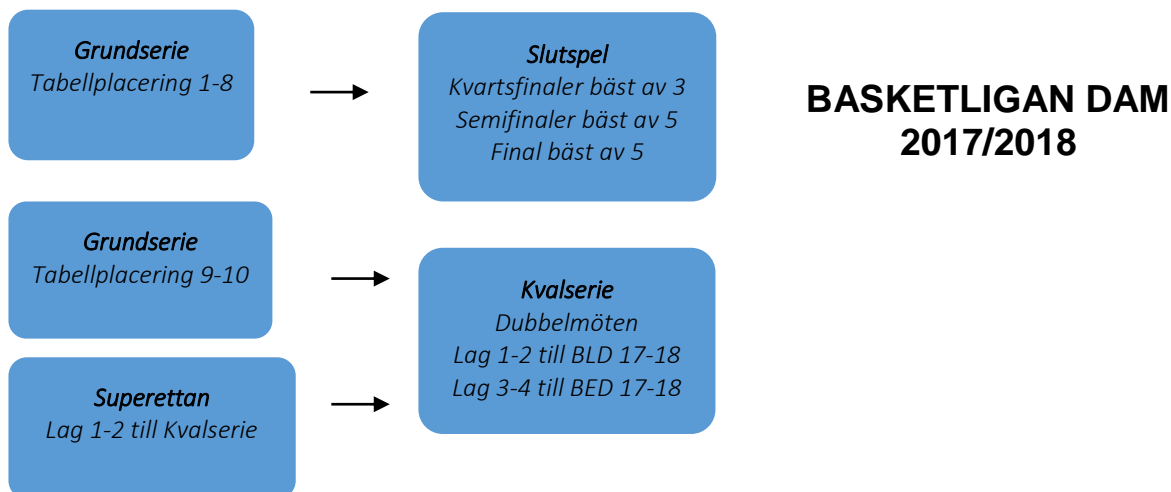 Grundserie
Tabellplacering 1-8
Slutspel
Kvartsfinaler bäst av 3
Semifinaler bäst av 5
Final bäst av 5
BASKETLIGAN DAM
2017/2018
Grundserie
Tabellplacering 9-10
Kvalserie
Dubbelmöten
Lag 1-2 till BLD 17-18
Lag 3-4 till BED 17-18
Superettan
Lag 1-2 till Kvalserie